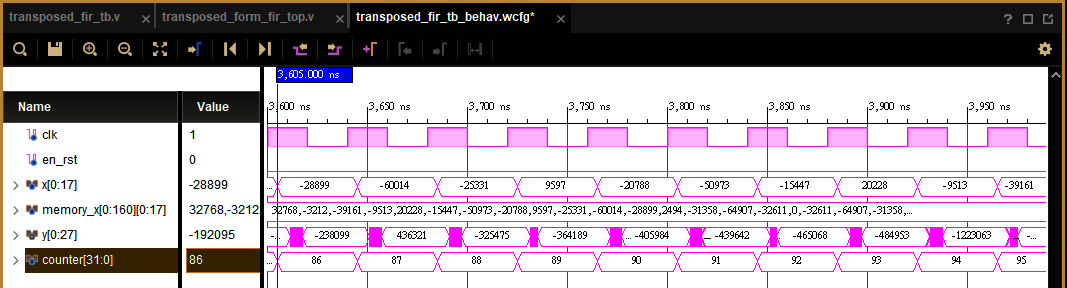 transposed_fir_tb.v × transposed_form_fir_top.v × transposed_fir_tb_behav.wcfg* × ?
3,605.000 ns
Name Value 3,600 ns 3,650 ns 3,700 ns 3,750 ns 3,800 ns 3,850 ns 3,900 ns 3,950 ns
clk 1
en_rst 0
x[0:17] -28899 ... -28899 -60014 -25331 9597 -20788 -50973 -15447 20228 -9513 -39161
memory_x[0:160][0:17] 32768,-3212 32768,-3212,-39161,-9513,20228,-15447,-50973,-20788,9597,-25331,-60014,-28899,2494,-31358,-64907,-32611,0,-32611,-64907,-31358,...
y[0:27] -192095 -... -238099 436321 -325475 -364189 ... -405984 -439642 -465068 -484953 -1223063 -...
counter[31:0] 86 ... 86 87 88 89 90 91 92 93 94 95